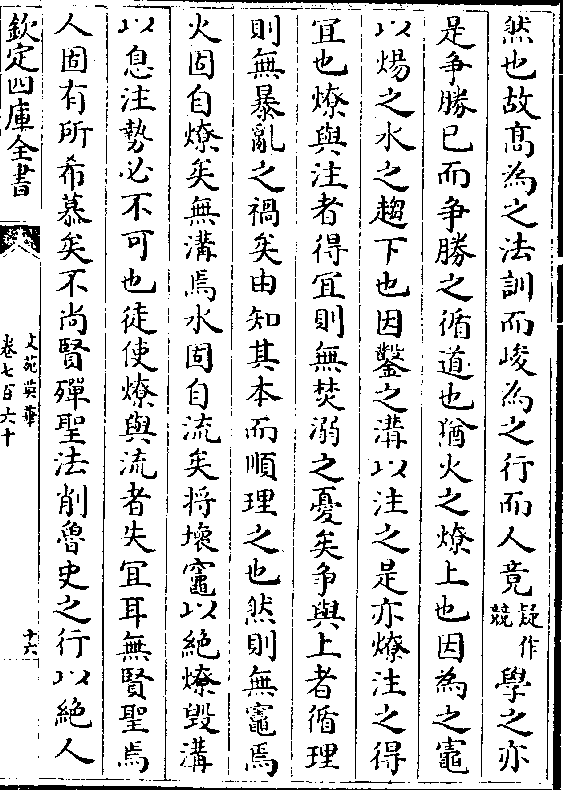 然也故髙為之法訓而峻為之行而人竟疑作競學之亦
是争勝已而争勝之循道也猶火之燎上也因為之竈
以煬之水之趨下也因鑿之溝以注之是亦燎注之得
宜也燎與注者得宜則無焚溺之憂矣争與上者循理
則無暴亂之禍矣由知其本而順理之也然則無竈焉
火固自燎矣無溝焉水固自流矣将壊竈以絶燎毁溝
以息注勢必不可也徒使燎與流者失宜耳無賢聖焉
人固有所希慕矣不尚賢殫聖法削魯史之行以絶人
欽定四庫全書
文苑英華
卷七百六十
十六